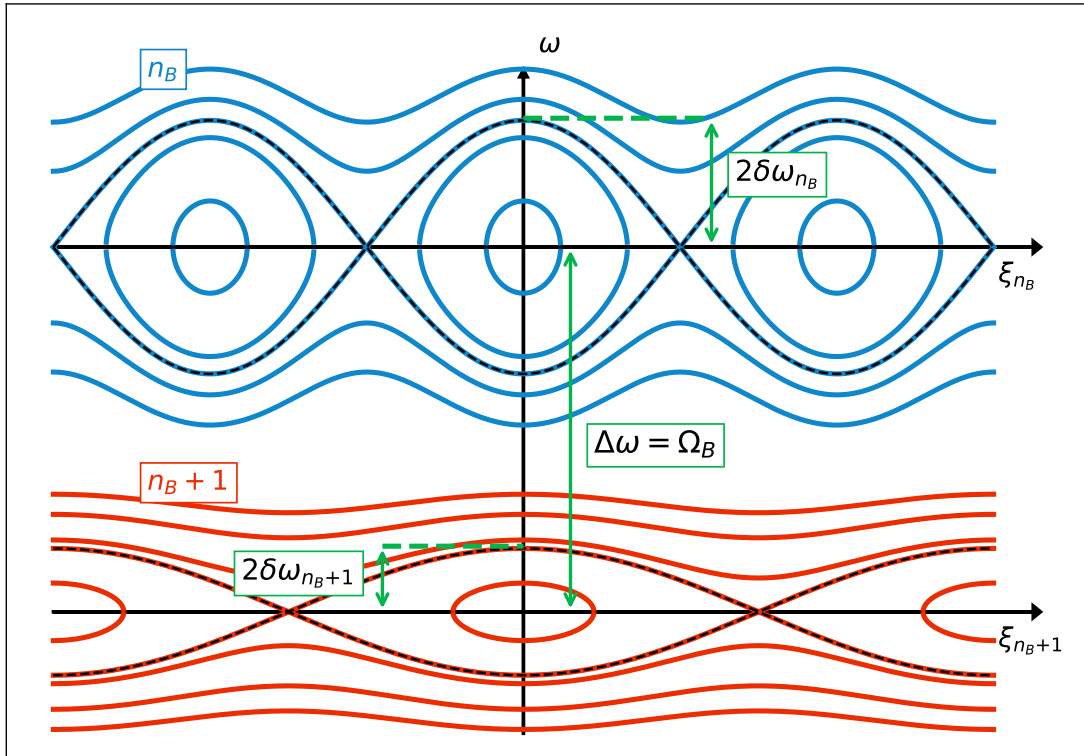 ω
n_B
2δω_{n_B}
ξ_{n_B}
Δω = Ω_B
n_B + 1
2δω_{n_B+1}
ξ_{n_B+1}